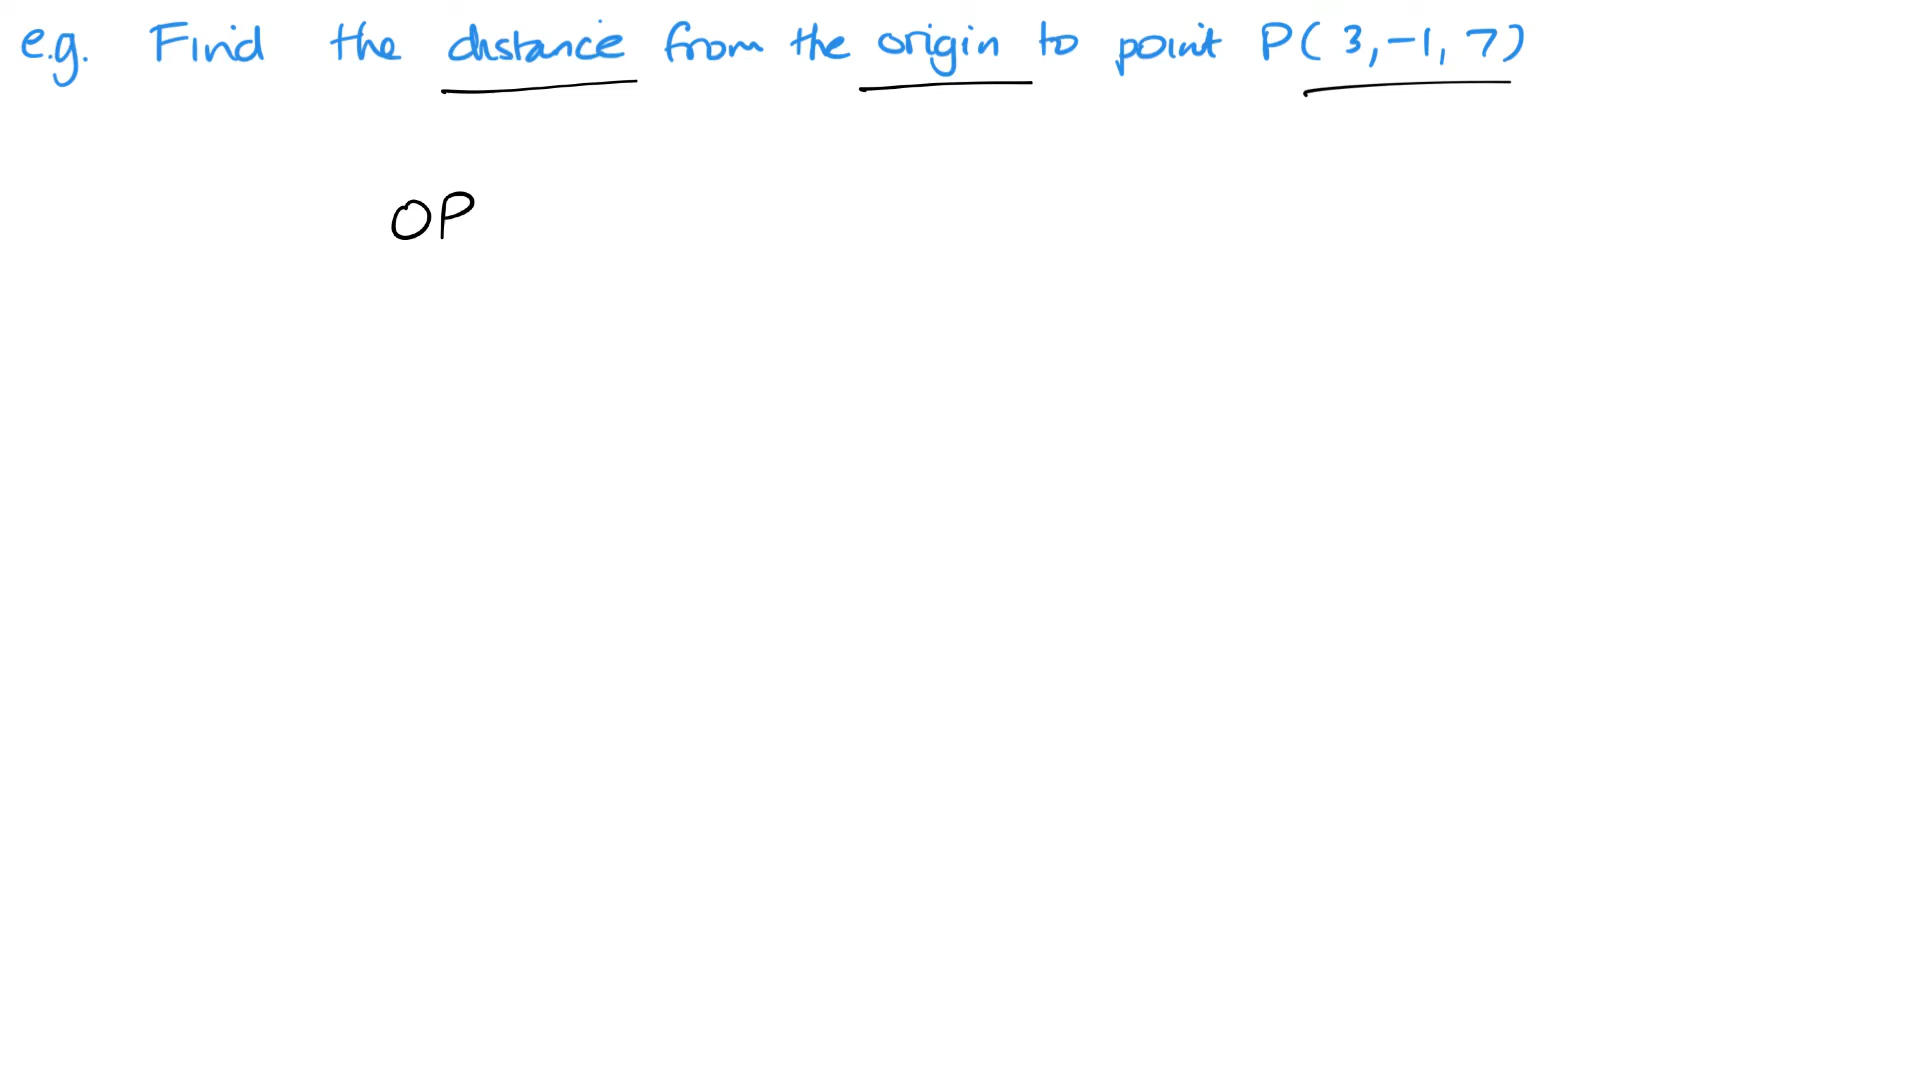 e.g. Find the distance from the origin to point P(3,-1,7)
OP